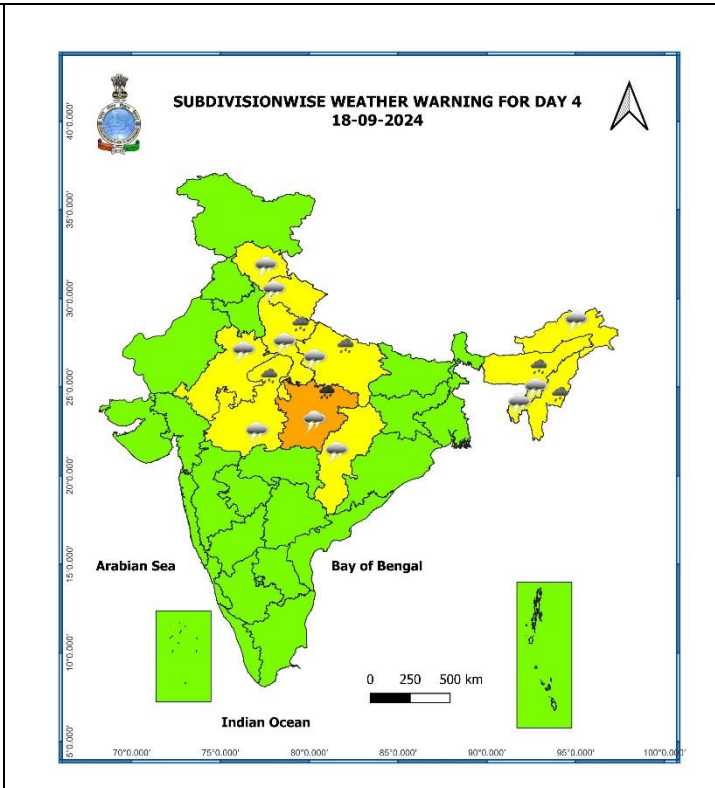 SUBDIVISIONWISE WEATHER WARNING FOR DAY 4
18-09-2024
40°0.000'
35°0.000'
30°0.000'
25°0.000'
20°0.000'
15°0.000'
10°0.000'
5°0.000'
Arabian Sea
Bay of Bengal
0 250 500 km
Indian Ocean
70°0.000' 75°0.000' 80°0.000' 85°0.000' 90°0.000' 95°0.000' 100°0.000'